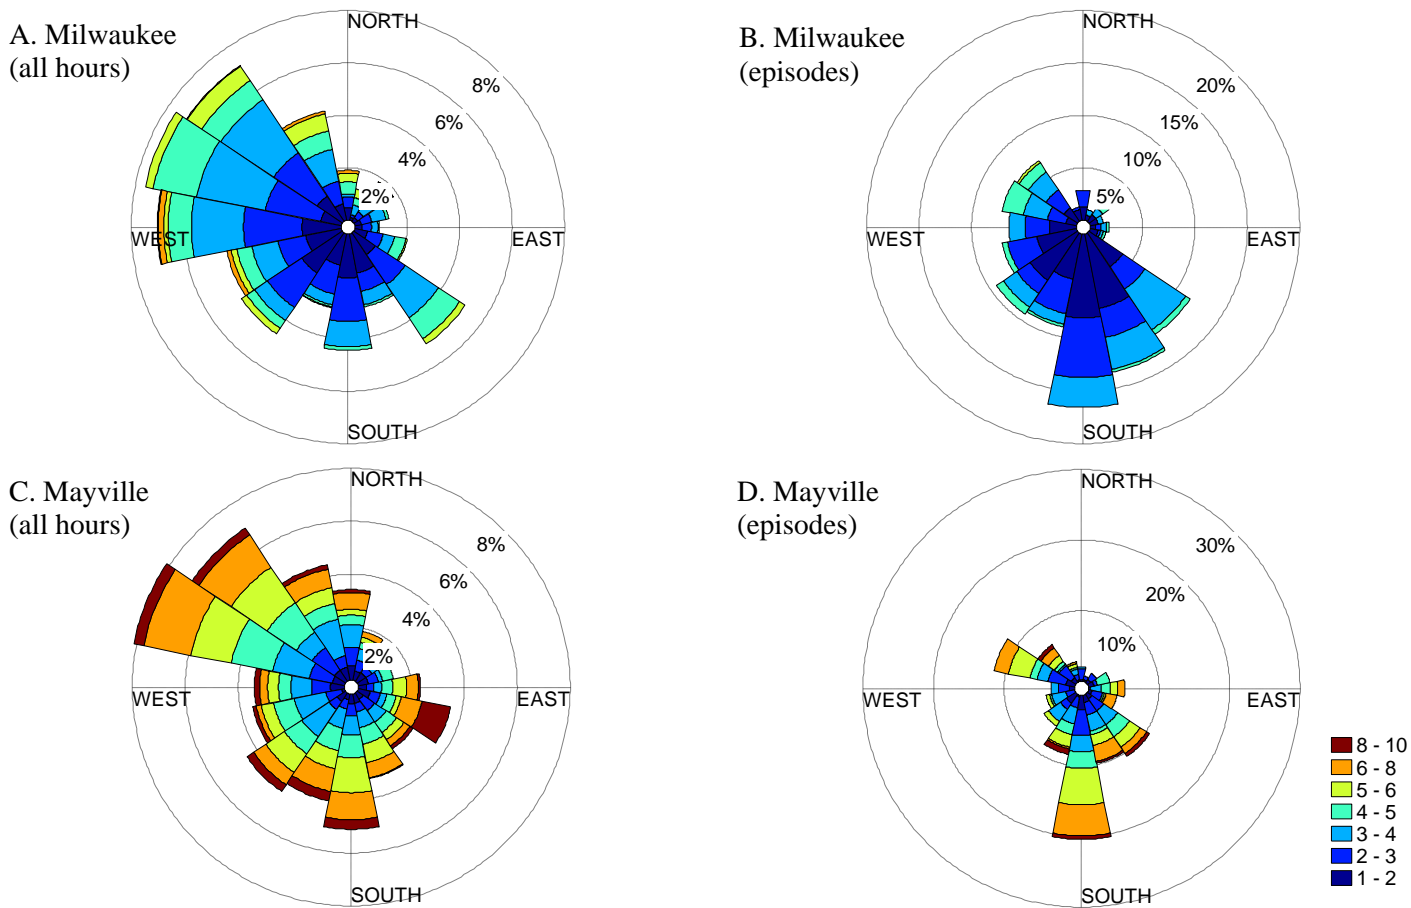 A. Milwaukee
(all hours)
NORTH
8%
6%
4%
2%
WEST
EAST
SOUTH
B. Milwaukee
(episodes)
NORTH
20%
15%
10%
5%
WEST
EAST
SOUTH
C. Mayville
(all hours)
NORTH
8%
6%
4%
2%
WEST
EAST
SOUTH
D. Mayville
(episodes)
NORTH
30%
20%
10%
WEST
EAST
SOUTH
8 - 10
6 - 8
5 - 6
4 - 5
3 - 4
2 - 3
1 - 2